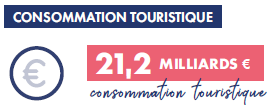 CONSOMMATION TOURISTIQUE
€
21,2 MILLIARDS €
consommation touristique